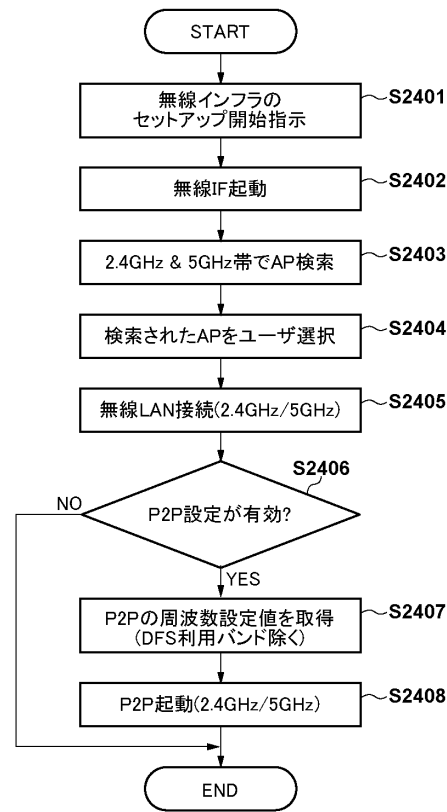 START
無線インフラの
セットアップ開始指示
S2401
無線IF起動
S2402
2.4GHz & 5GHz帯でAP検索
S2403
検索されたAPをユーザ選択
S2404
無線LAN接続(2.4GHz/5GHz)
S2405
S2406
P2P設定が有効?
NO
YES
P2Pの周波数設定値を取得
(DFS利用バンド除く)
S2407
P2P起動(2.4GHz/5GHz)
S2408
END